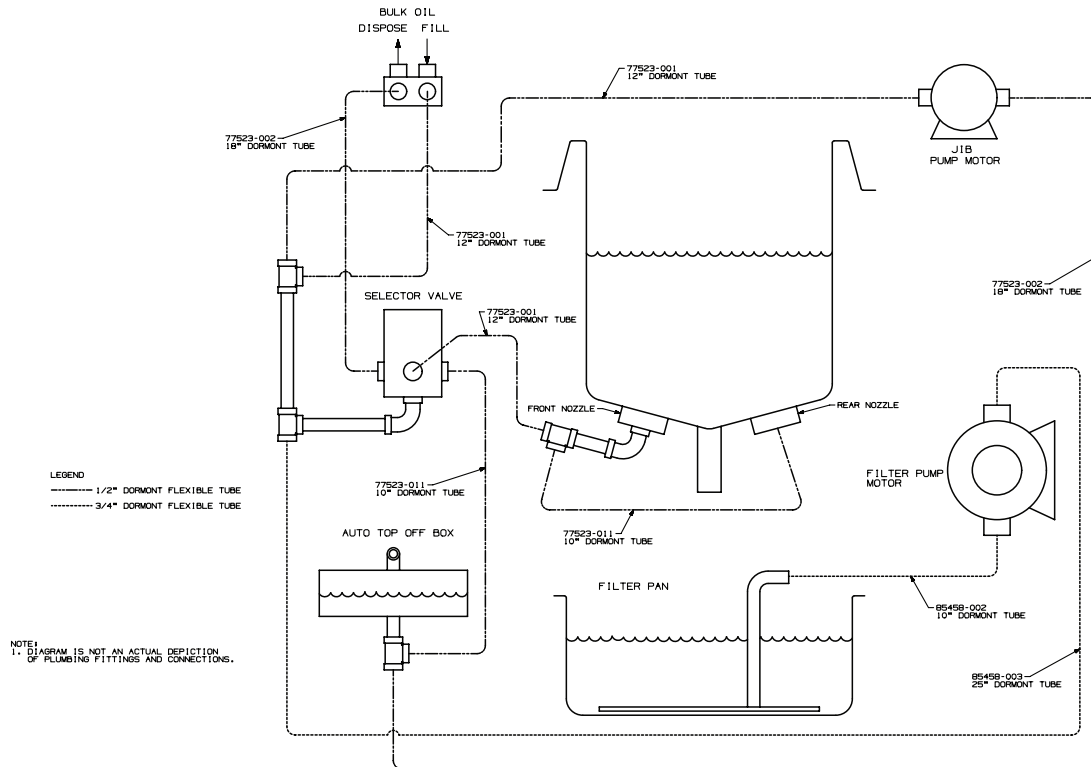 BULK OIL
DISPOSE FILL
77523-001
12" DORMONT TUBE
77523-002
18" DORMONT TUBE
JIB
PUMP MOTOR
77523-001
12" DORMONT TUBE
77523-002
18" DORMONT TUBE
SELECTOR VALVE
77523-001
12" DORMONT TUBE
FRONT NOZZLE
REAR NOZZLE
LEGEND
1/2" DORMONT FLEXIBLE TUBE
3/4" DORMONT FLEXIBLE TUBE
77523-011
10" DORMONT TUBE
FILTER PUMP
MOTOR
AUTO TOP OFF BOX
77523-011
10" DORMONT TUBE
FILTER PAN
85458-002
10" DORMONT TUBE
NOTE:
1. DIAGRAM IS NOT AN ACTUAL DEPICTION
OF PLUMBING FITTINGS AND CONNECTIONS.
85458-003
25" DORMONT TUBE